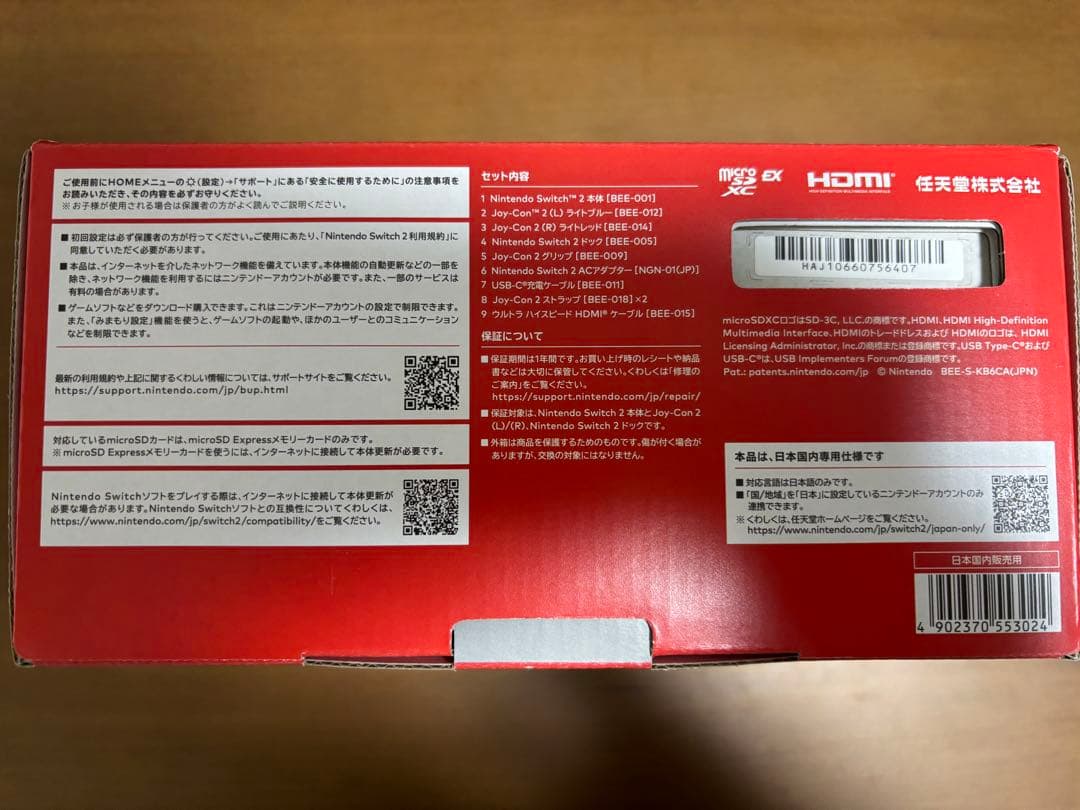 ご使用前にHOMEメニューの(設定)→「サポート」にある「安全に使用するために」の注意事項を
お読みいただき、その内容を必ずお守りください。
※お子様が使用される場合は保護者の方がよく読んでご説明ください。
■初回設定は必ず保護者の方が行ってください。ご使用にあたり、「Nintendo Switch 2 利用規約」に
同意していただく必要があります。
■本品は、インターネットを介したネットワーク機能を備えています。本体機能の自動更新などの一部を
除き、ネットワーク機能を利用するにはニンテンドーアカウントが必要です。また、一部のサービスは
有料の場合があります。
■ゲームソフトなどをダウンロード購入できます。これはニンテンドーアカウントの設定で制限できます。
また、「みまもり設定」機能を使うと、ゲームソフトの起動や、ほかのユーザーとのコミュニケーション
などを制限できます。
最新の利用規約や上記に関するくわしい情報については、サポートサイトをご覧ください。
https://support.nintendo.com/jp/bup.html
対応しているmicroSDカードは、microSD Expressメモリーカードのみです。
※microSD Expressメモリーカードを使うには、インターネットに接続して本体更新が必要です。
Nintendo Switchソフトをプレイする際は、インターネットに接続して本体更新が
必要な場合があります。Nintendo Switchソフトとの互換性についてくわしくは、
https://www.nintendo.com/jp/switch2/compatibility/をご覧ください。
セット内容
1 Nintendo Switch™ 2 本体 [BEE-001]
2 Joy-Con™ 2 (L) ライトブルー [BEE-012]
3 Joy-Con 2 (R) ライトレッド [BEE-014]
4 Nintendo Switch 2 ドック [BEE-005]
5 Joy-Con 2 グリップ [BEE-009]
6 Nintendo Switch 2 ACアダプター [NGN-01(JP)]
7 USB-C®充電ケーブル [BEE-011]
8 Joy-Con 2 ストラップ [BEE-018]×2
9 ウルトラ ハイスピード HDMI® ケーブル [BEE-015]
保証について
■保証期間は1年間です。お買い上げ時のレシートや納品
書などは大切に保管してください。くわしくは「修理の
ご案内」をご覧ください。
https://support.nintendo.com/jp/repair/
■保証対象は、Nintendo Switch 2 本体とJoy-Con 2
(L)/(R)、Nintendo Switch 2 ドックです。
■外箱は商品を保護するためのものです。傷が付く場合が
ありますが、交換の対象にはなりません。
micro SD XC EX
HDMI®
HIGH-DEFINITION MULTIMEDIA INTERFACE
任天堂株式会社
HAJ10660756407
microSDXCロゴはSD-3C, LLC.の商標です。HDMI、HDMI High-Definition
Multimedia Interface、HDMIのトレードドレスおよび HDMIのロゴは、HDMI
Licensing Administrator, Inc.の商標または登録商標です。USB Type-C®および
USB-C®は、USB Implementers Forumの登録商標です。
Pat.: patents.nintendo.com/jp © Nintendo BEE-S-KB6CA(JPN)
本品は、日本国内専用仕様です
■対応言語は日本語のみです。
■「国/地域」を「日本」に設定しているニンテンドーアカウントのみ
連携できます。
※くわしくは、任天堂ホームページをご覧ください。
https://www.nintendo.com/jp/switch2/japan-only/
日本国内販売用
4 902370 553024